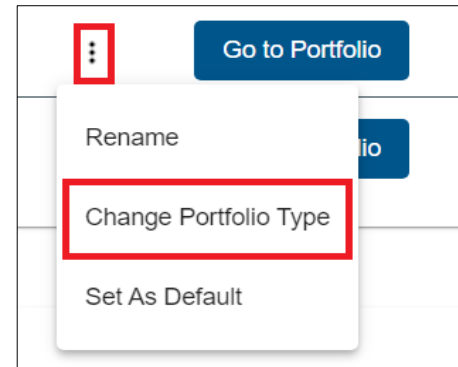 Go to Portfolio
Rename
lio
Change Portfolio Type
Set As Default